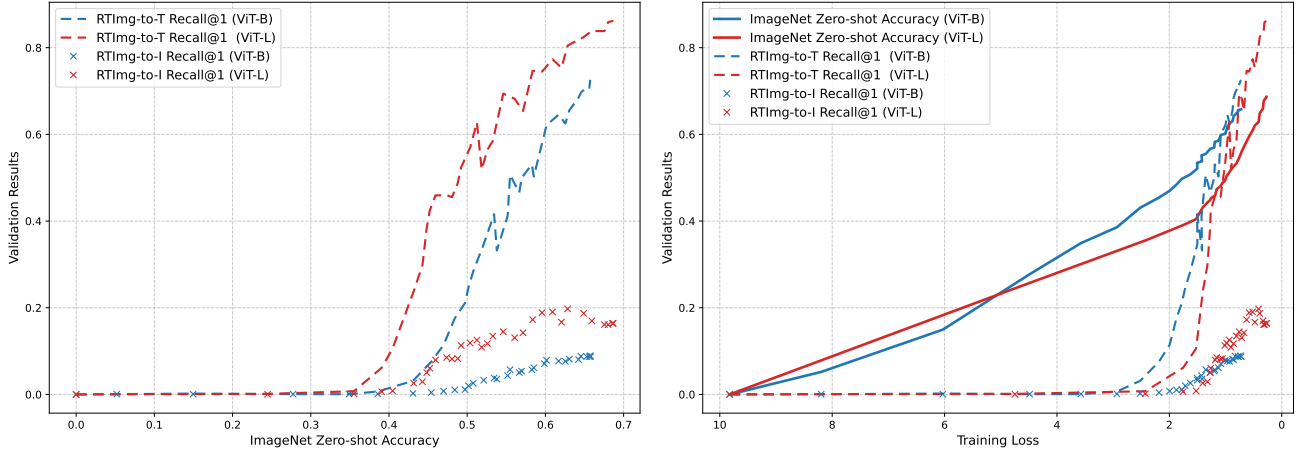 RTImg-to-T Recall@1 (ViT-B)
RTImg-to-T Recall@1  (ViT-L)
RTImg-to-I Recall@1 (ViT-B)
RTImg-to-I Recall@1 (ViT-L)
Validation Results
0.8
0.6
0.4
0.2
0.0
0.0 0.1 0.2 0.3 0.4 0.5 0.6 0.7
ImageNet Zero-shot Accuracy
ImageNet Zero-shot Accuracy (ViT-B)
ImageNet Zero-shot Accuracy (ViT-L)
RTImg-to-T Recall@1  (ViT-B)
RTImg-to-T Recall@1  (ViT-L)
RTImg-to-I Recall@1 (ViT-B)
RTImg-to-I Recall@1 (ViT-L)
Validation Results
0.8
0.6
0.4
0.2
0.0
10 8 6 4 2 0
Training Loss